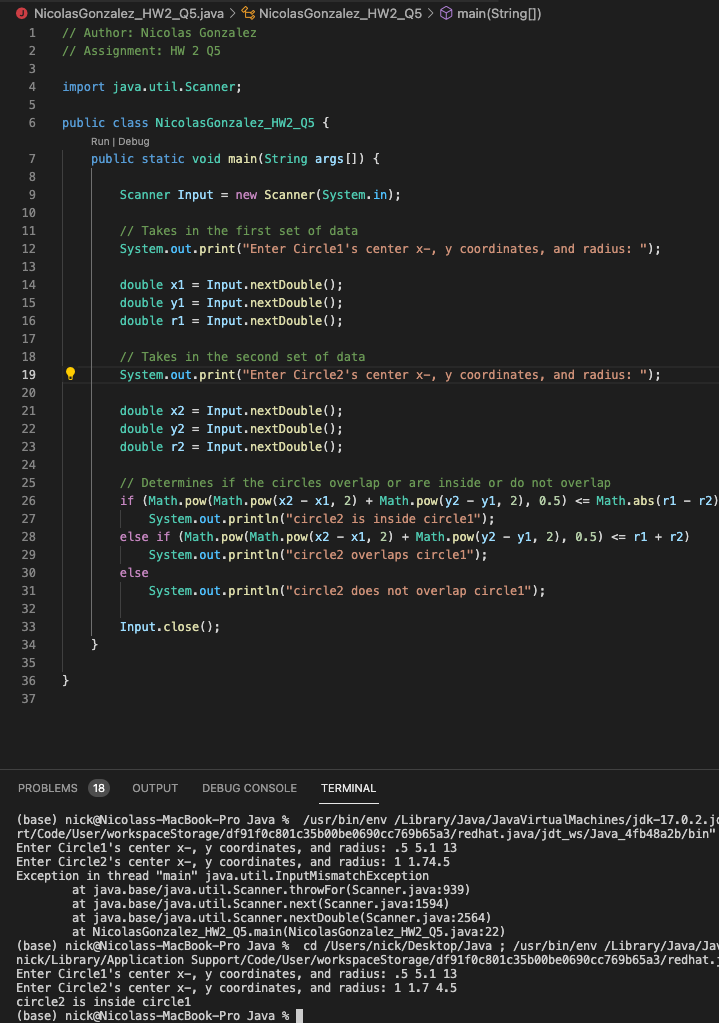 NicolasGonzalez_HW2_Q5.java > NicolasGonzalez_HW2_Q5 > main(String[])
1 // Author: Nicolas Gonzalez
2 // Assignment: HW 2 Q5
3
4 import java.util.Scanner;
5
6 public class NicolasGonzalez_HW2_Q5 {
Run | Debug
7 public static void main(String args[]) {
8
9 Scanner Input = new Scanner(System.in);
10
11 // Takes in the first set of data
12 System.out.print("Enter Circle1's center x-, y coordinates, and radius: ");
13
14 double x1 = Input.nextDouble();
15 double y1 = Input.nextDouble();
16 double r1 = Input.nextDouble();
17
18 // Takes in the second set of data
19 System.out.print("Enter Circle2's center x-, y coordinates, and radius: ");
20
21 double x2 = Input.nextDouble();
22 double y2 = Input.nextDouble();
23 double r2 = Input.nextDouble();
24
25 // Determines if the circles overlap or are inside or do not overlap
26 if (Math.pow(Math.pow(x2 - x1, 2) + Math.pow(y2 - y1, 2), 0.5) <= Math.abs(r1 - r2)
27 System.out.println("circle2 is inside circle1");
28 else if (Math.pow(Math.pow(x2 - x1, 2) + Math.pow(y2 - y1, 2), 0.5) <= r1 + r2)
29 System.out.println("circle2 overlaps circle1");
30 else
31 System.out.println("circle2 does not overlap circle1");
32
33 Input.close();
34 }
35
36 }
37
PROBLEMS 18 OUTPUT DEBUG CONSOLE TERMINAL
(base) nick@Nicolass-MacBook-Pro Java % /usr/bin/env /Library/Java/JavaVirtualMachines/jdk-17.0.2.jd
rt/Code/User/workspaceStorage/df91f0c801c35b00be0690cc769b65a3/redhat.java/jdt_ws/Java_4fb48a2b/bin"
Enter Circle1's center x-, y coordinates, and radius: .5 5.1 13
Enter Circle2's center x-, y coordinates, and radius: 1 1.74.5
Exception in thread "main" java.util.InputMismatchException
at java.base/java.util.Scanner.throwFor(Scanner.java:939)
at java.base/java.util.Scanner.next(Scanner.java:1594)
at java.base/java.util.Scanner.nextDouble(Scanner.java:2564)
at NicolasGonzalez_HW2_Q5.main(NicolasGonzalez_HW2_Q5.java:22)
(base) nick@Nicolass-MacBook-Pro Java % cd /Users/nick/Desktop/Java ; /usr/bin/env /Library/Java/Jav
nick/Library/Application Support/Code/User/workspaceStorage/df91f0c801c35b00be0690cc769b65a3/redhat.j
Enter Circle1's center x-, y coordinates, and radius: .5 5.1 13
Enter Circle2's center x-, y coordinates, and radius: 1 1.7 4.5
circle2 is inside circle1
(base) nick@Nicolass-MacBook-Pro Java %